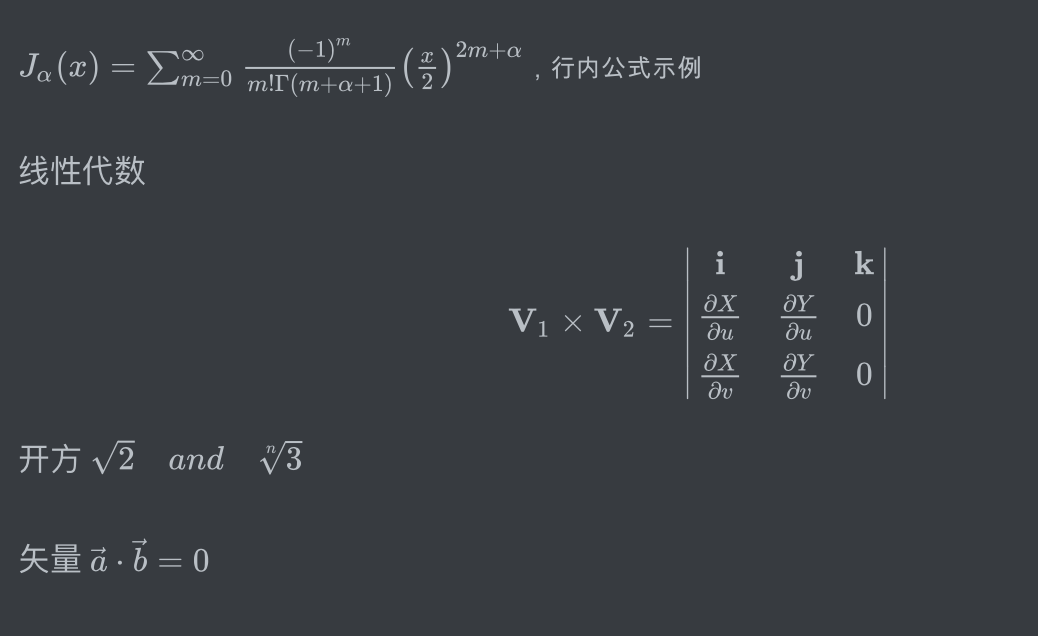 $J_\alpha(x) = \sum_{m=0}^{\infty} \frac{(-1)^m}{m!\Gamma(m+\alpha+1)} \left(\frac{x}{2}\right)^{2m+\alpha}$，行内公式示例
线性代数
$\mathbf{V}_1 \times \mathbf{V}_2 = \begin{vmatrix} \mathbf{i} & \mathbf{j} & \mathbf{k} \\ \frac{\partial X}{\partial u} & \frac{\partial Y}{\partial u} & 0 \\ \frac{\partial X}{\partial v} & \frac{\partial Y}{\partial v} & 0 \end{vmatrix}$
开方 $\sqrt{2} \quad and \quad \sqrt[n]{3}$
矢量 $\vec{a} \cdot \vec{b} = 0$